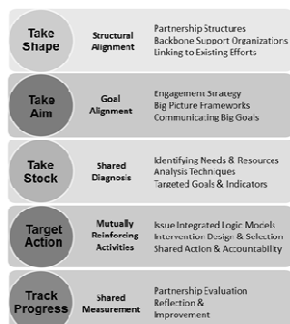 Take
Shape
Structural
Alignment
Partnership Structures
Backbone Support Organizations
Linking to Existing Efforts
Take
Aim
Goal
Alignment
Engagement Strategy
Big Picture Frameworks
Communicating Big Goals
Take
Stock
Shared
Diagnosis
Identifying Needs & Resources
Analysis Techniques
Targeted Goals & Indicators
Target
Action
Mutually
Reinforcing
Activities
Issue Integrated Logic Models
Intervention Design & Selection
Shared Action & Accountability
Track
Progress
Shared
Measurement
Partnership Evaluation
Reflection &
Improvement